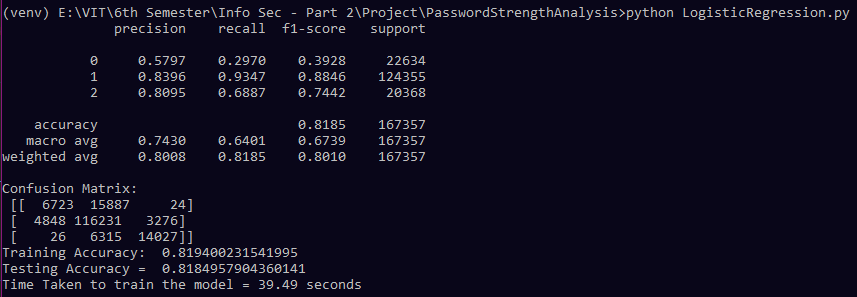 (venv) E:\VIT\6th Semester\Info Sec - Part 2\Project\PasswordStrengthAnalysis>python LogisticRegression.py
              precision    recall  f1-score   support

           0     0.5797    0.2970    0.3928     22634
           1     0.8396    0.9347    0.8846    124355
           2     0.8095    0.6887    0.7442     20368

    accuracy                         0.8185    167357
   macro avg     0.7430    0.6401    0.6739    167357
weighted avg     0.8008    0.8185    0.8010    167357

Confusion Matrix:
 [[  6723  15887     24]
 [  4848 116231   3276]
 [    26   6315  14027]]
Training Accuracy:  0.819400231541995
Testing Accuracy =  0.8184957904360141
Time Taken to train the model = 39.49 seconds